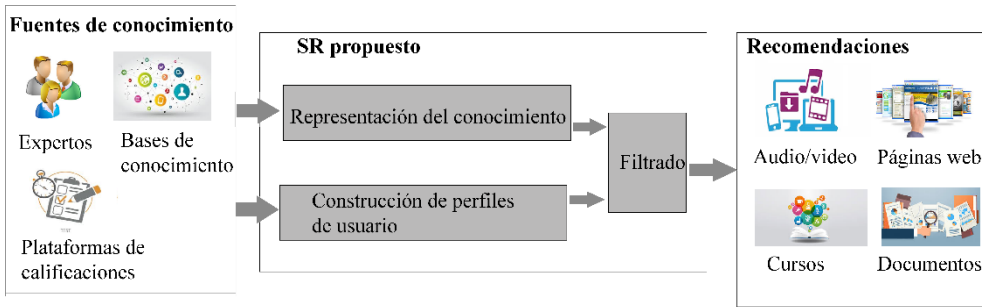 Fuentes de conocimiento
Expertos
Bases de
conocimiento
Plataformas de
calificaciones
SR propuesto
Representación del conocimiento
Construcción de perfiles
de usuario
Filtrado
Recomendaciones
Audio/video
Páginas web
Cursos
Documentos